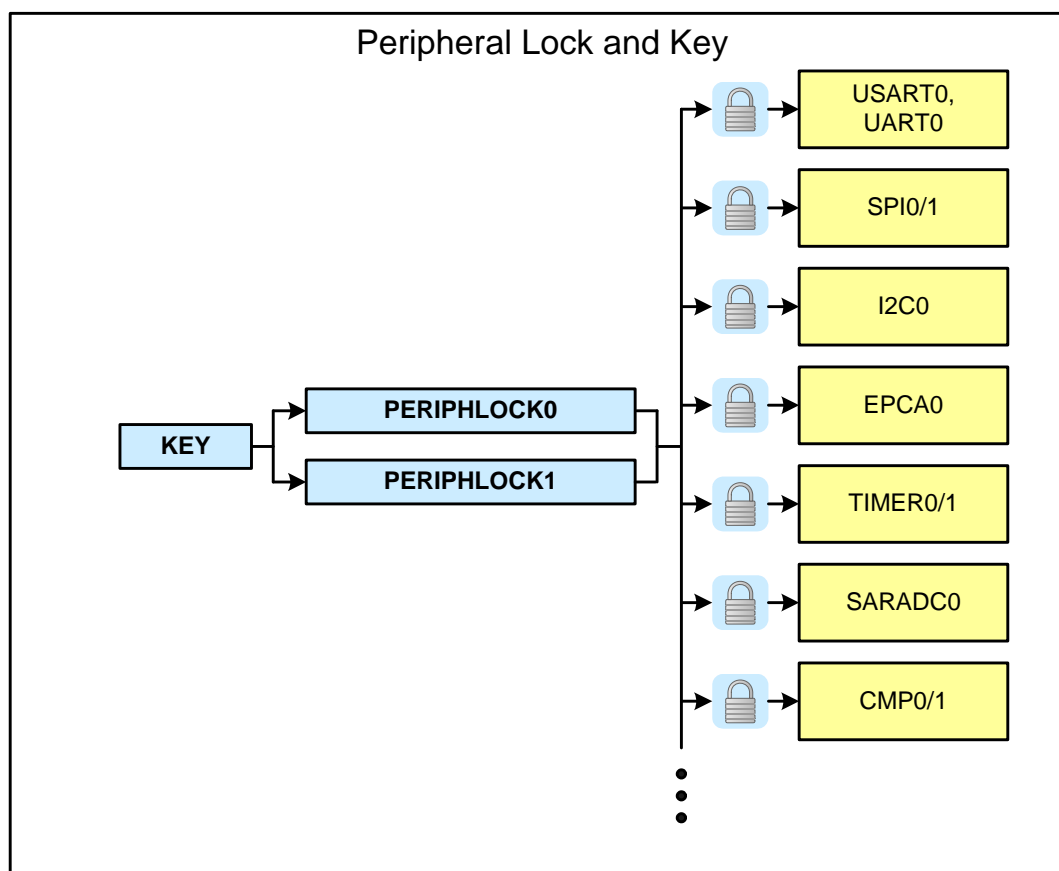 Peripheral Lock and Key
USART0,
UART0
SPI0/1
I2C0
PERIPHLOCK0
EPCA0
KEY
PERIPHLOCK1
TIMER0/1
SARADC0
CMP0/1